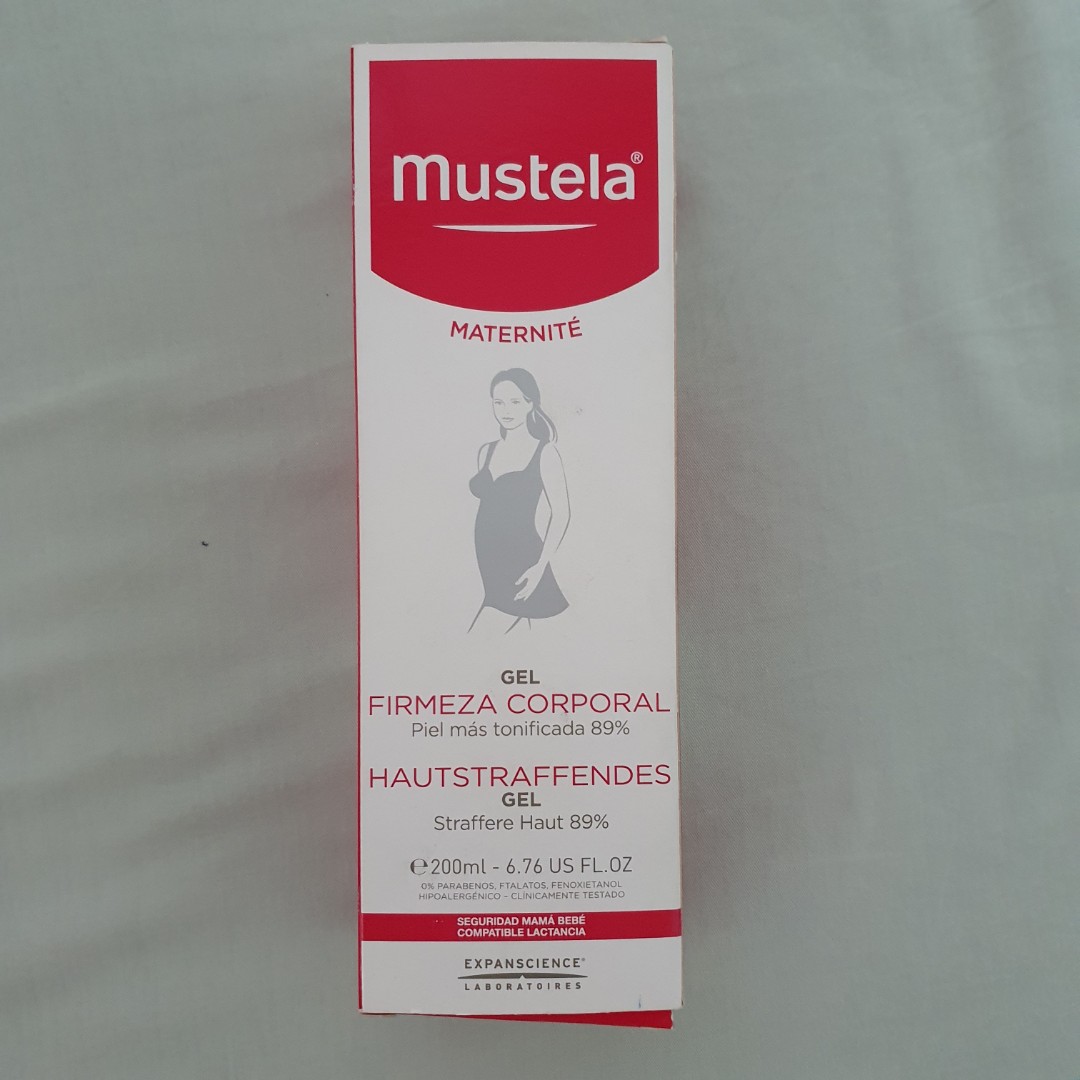 mustela®
MATERNITÉ
GEL
FIRMEZA CORPORAL
Piel más tonificada 89%
HAUTSTRAFFENDES
GEL
Straffere Haut 89%
℮200ml - 6.76 US FL.OZ
0% PARABENOS, FTALATOS, FENOXIETANOL
HIPOALERGÉNICO - CLÍNICAMENTE TESTADO
SEGURIDAD MAMÁ BEBÉ
COMPATIBLE LACTANCIA
EXPANSCIENCE®
LABORATOIRES